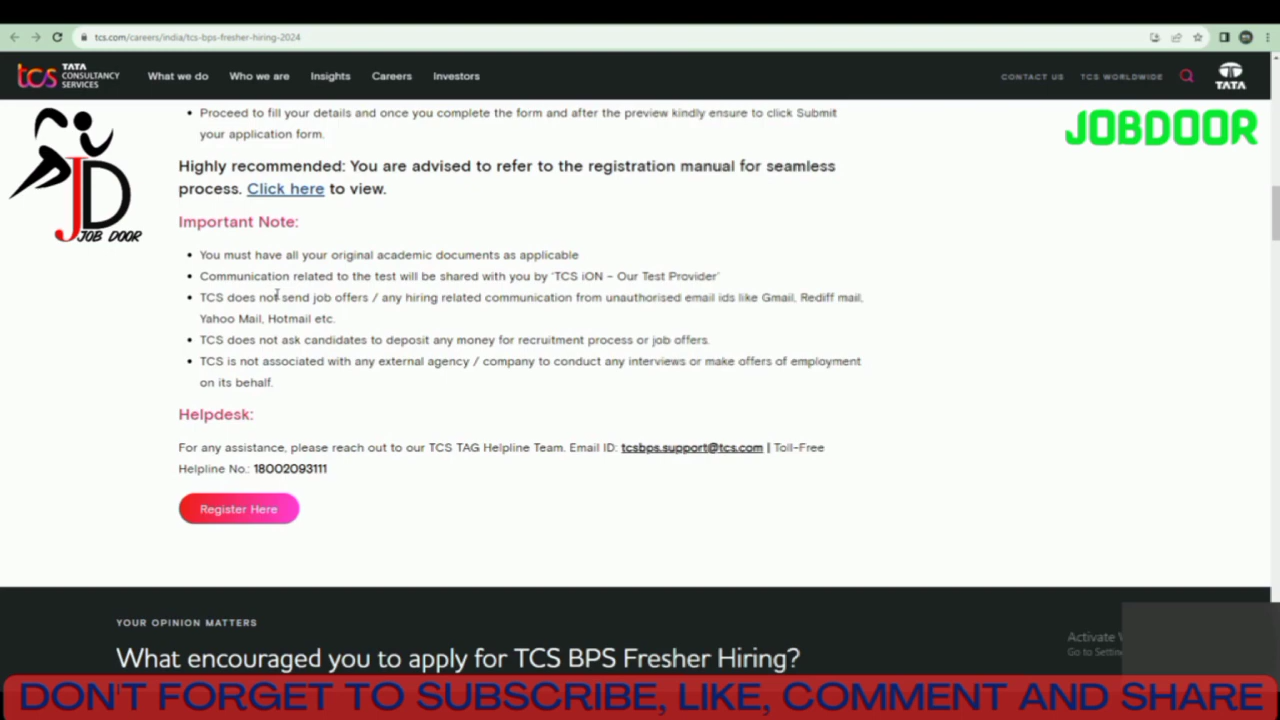 tcs.com/careers/india/tcs-bps-fresher-hiring-2024
tcs TATA CONSULTANCY SERVICES
What we do Who we are Insights Careers Investors CONTACT US TCS WORLDWIDE TATA
JOBDOOR
JD
JOB DOOR
Proceed to fill your details and once you complete the form and after the preview kindly ensure to click Submit
your application form.
Highly recommended: You are advised to refer to the registration manual for seamless
process. Click here to view.
Important Note:
You must have all your original academic documents as applicable
Communication related to the test will be shared with you by ‘TCS iON – Our Test Provider’
TCS does not send job offers / any hiring related communication from unauthorised email ids like Gmail, Rediff mail,
Yahoo Mail, Hotmail etc.
TCS does not ask candidates to deposit any money for recruitment process or job offers.
TCS is not associated with any external agency / company to conduct any interviews or make offers of employment
on its behalf.
Helpdesk:
For any assistance, please reach out to our TCS TAG Helpline Team. Email ID: tcsbps.support@tcs.com | Toll-Free
Helpline No.: 18002093111
Register Here
YOUR OPINION MATTERS
What encouraged you to apply for TCS BPS Fresher Hiring?
Activate
Go to
DON'T FORGET TO SUBSCRIBE, LIKE, COMMENT AND SHARE